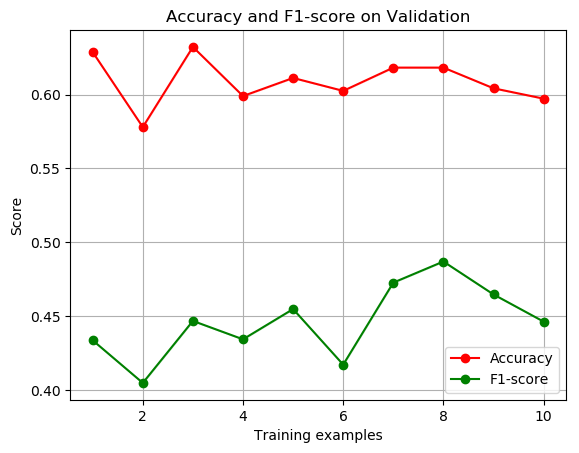 Accuracy and F1-score on Validation
0.60
0.55
0.50
0.45
0.40
Score
2 4 6 8 10
Training examples
Accuracy
F1-score